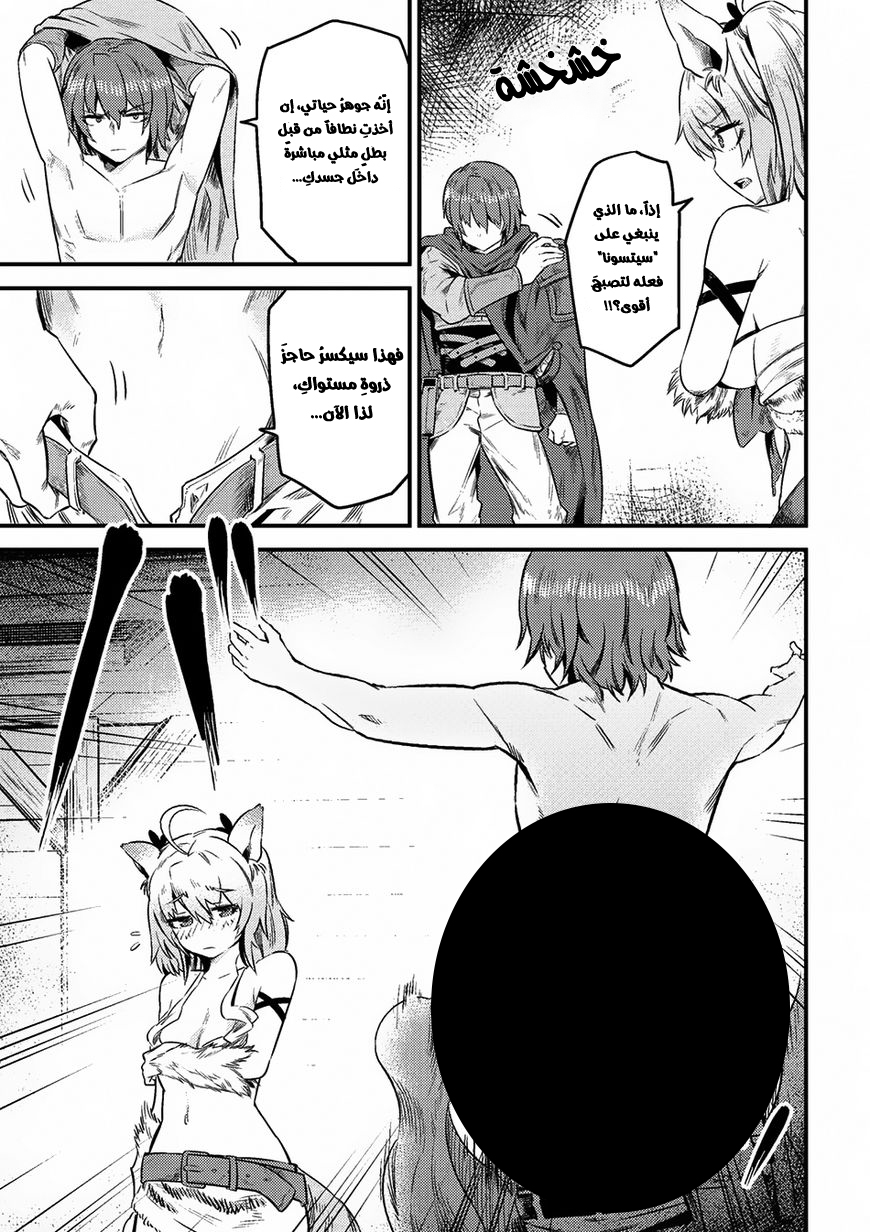 خشخشة
إذاً، ما الذي
ينبغي على
"سيتسونا"
فعله لتصبحَ
أقوى؟!!
إنّه جوهرُ حياتي، إن
أخذتِ نطافاً من قبل
بطلٍ مثلي مباشرةً
داخل جسدكِ...
فهذا سيكسرُ حاجزَ
ذروةِ مستواكِ،
لذا الآن...